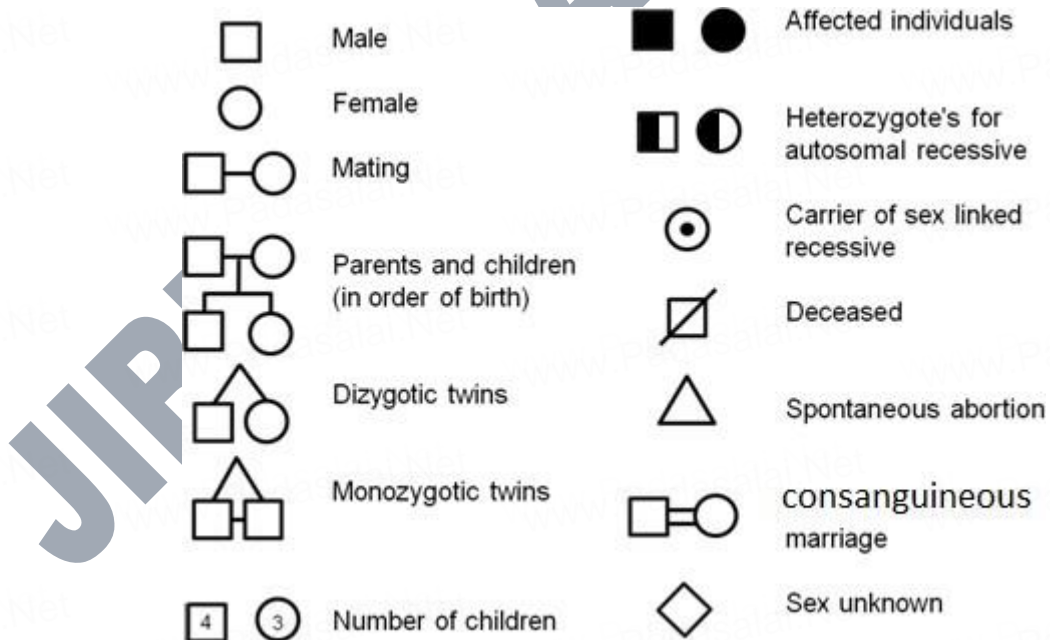 Male
Female
Mating
Parents and children
(in order of birth)
Dizygotic twins
Monozygotic twins
4 3 Number of children
Affected individuals
Heterozygote's for
autosomal recessive
Carrier of sex linked
recessive
Deceased
Spontaneous abortion
consanguineous
marriage
Sex unknown